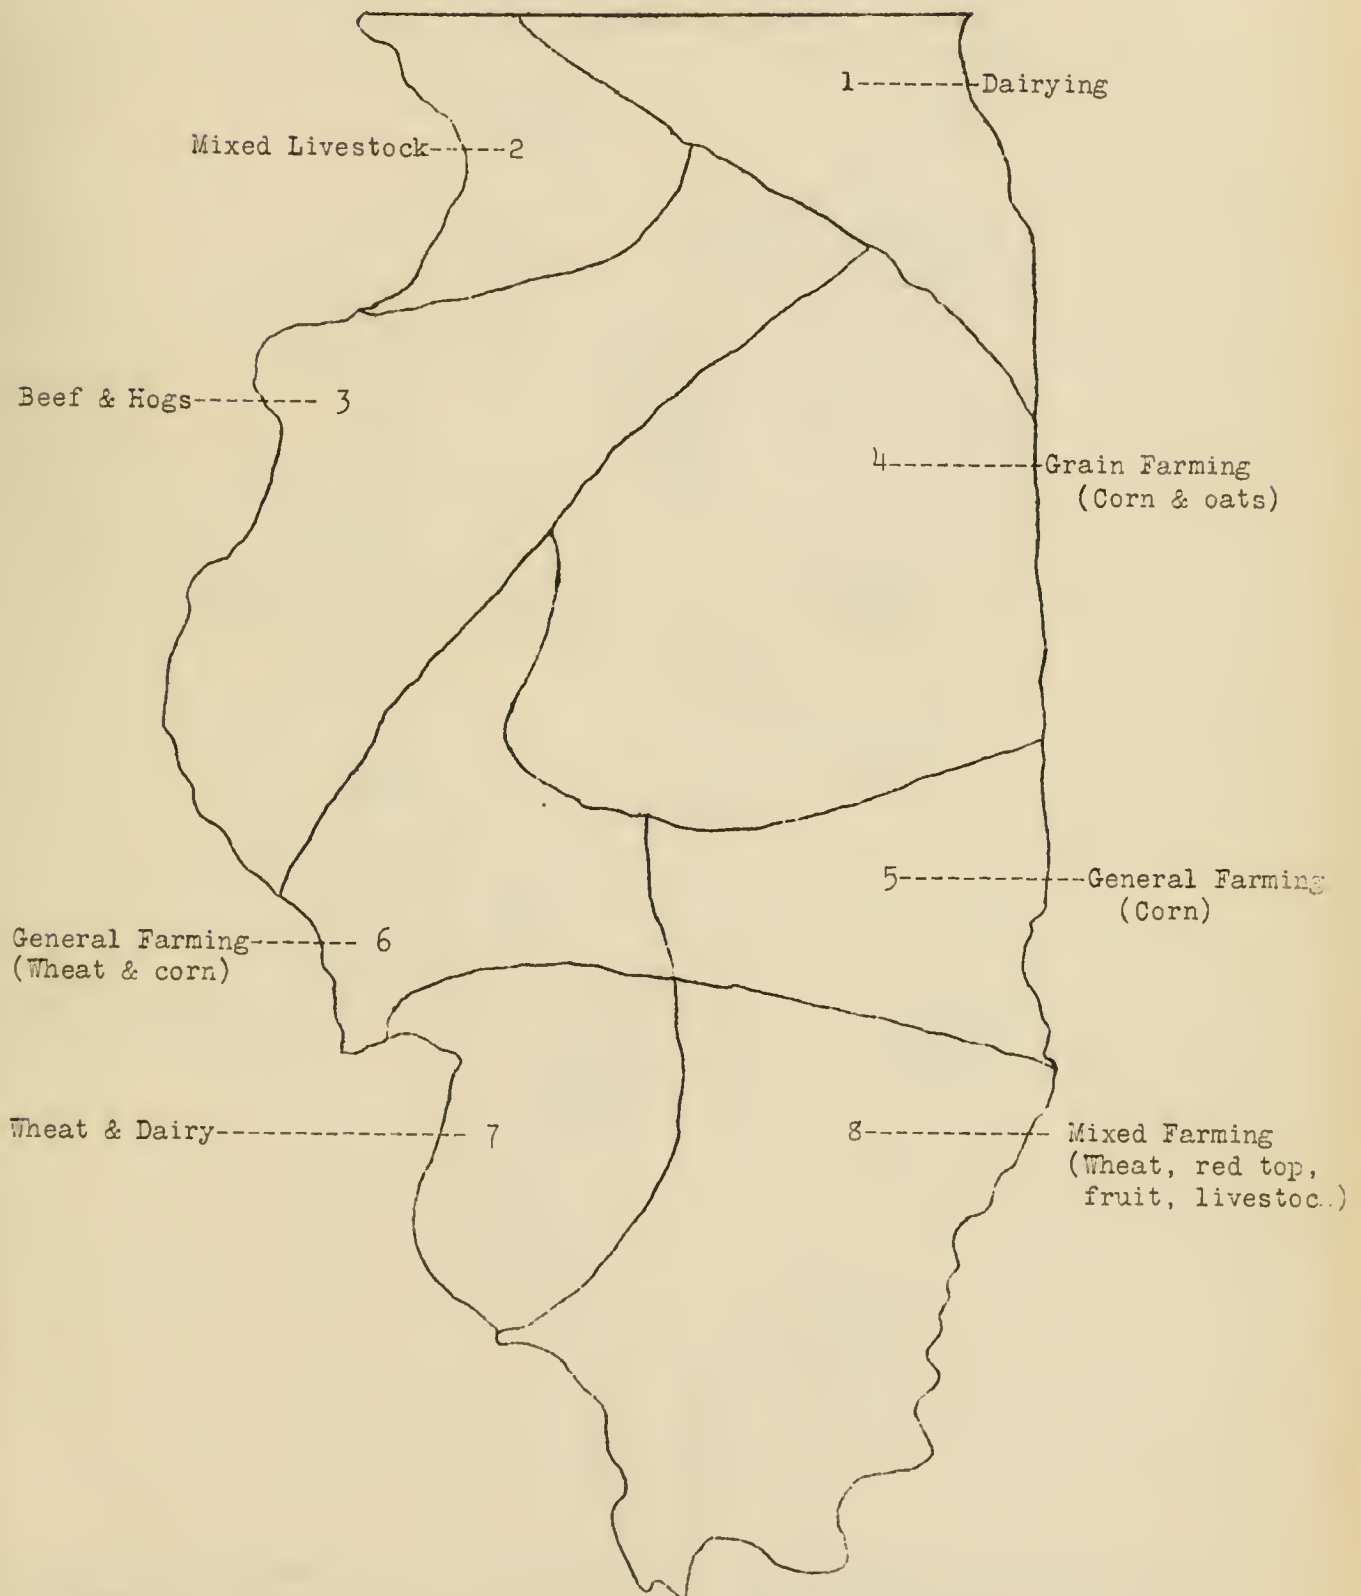 1--------Dairying
Mixed Livestock-----2
Beef & Hogs-------- 3
4----------Grain Farming
(Corn & oats)
5------------General Farming
(Corn)
General Farming------- 6
(Wheat & corn)
Wheat & Dairy---------------- 7
8------------ Mixed Farming
(Wheat, red top,
fruit,